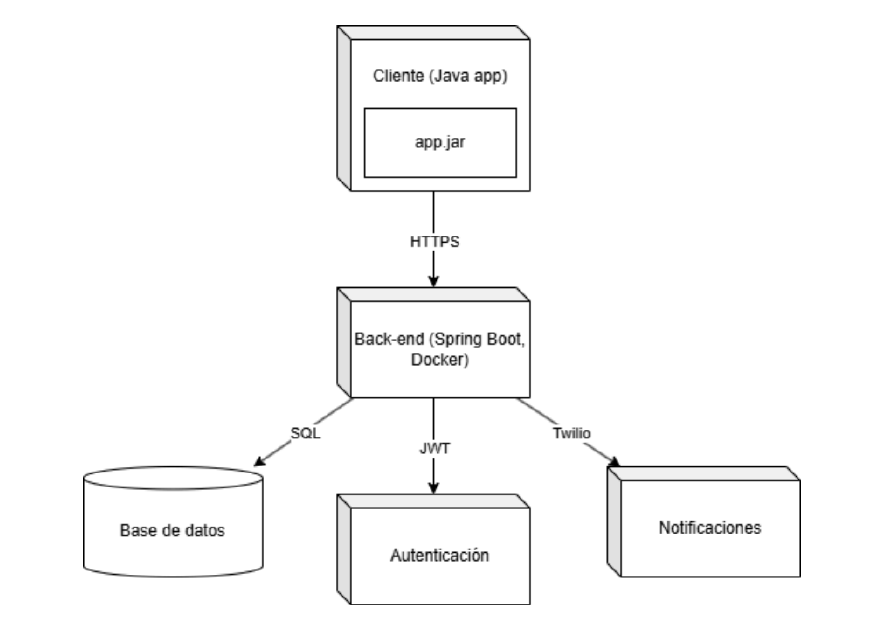 Cliente (Java app)
app.jar
HTTPS
Back-end (Spring Boot,
Docker)
SQL
JWT
Twilio
Base de datos
Autenticación
Notificaciones